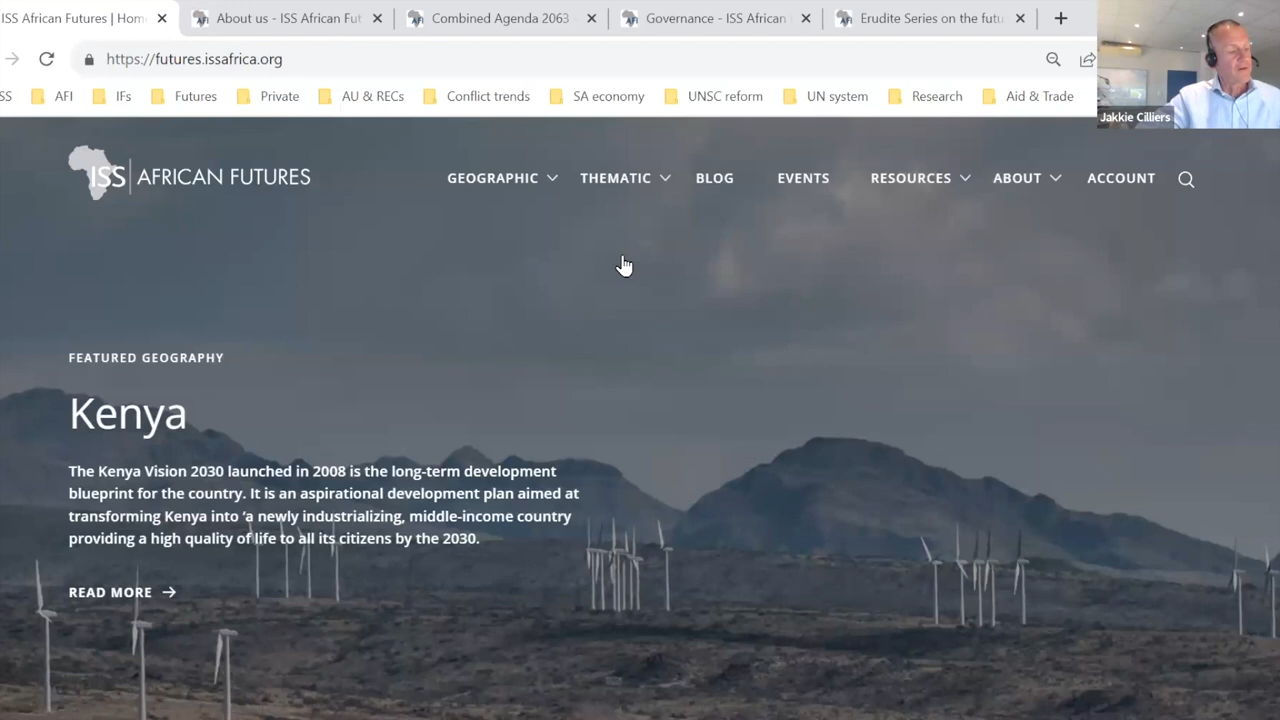 ISS African Futures | Hom
About us - ISS African Fut
Combined Agenda 2063
Governance - ISS African
Erudite Series on the futu
https://futures.issafrica.org
SS
AFI
IFs
Futures
Private
AU & RECs
Conflict trends
SA economy
UNSC reform
UN system
Research
Aid & Trade
Jakkie Cilliers
ISS | AFRICAN FUTURES
GEOGRAPHIC
THEMATIC
BLOG
EVENTS
RESOURCES
ABOUT
ACCOUNT
FEATURED GEOGRAPHY
Kenya
The Kenya Vision 2030 launched in 2008 is the long-term development
blueprint for the country. It is an aspirational development plan aimed at
transforming Kenya into ‘a newly industrializing, middle-income country
providing a high quality of life to all its citizens by the 2030.
READ MORE